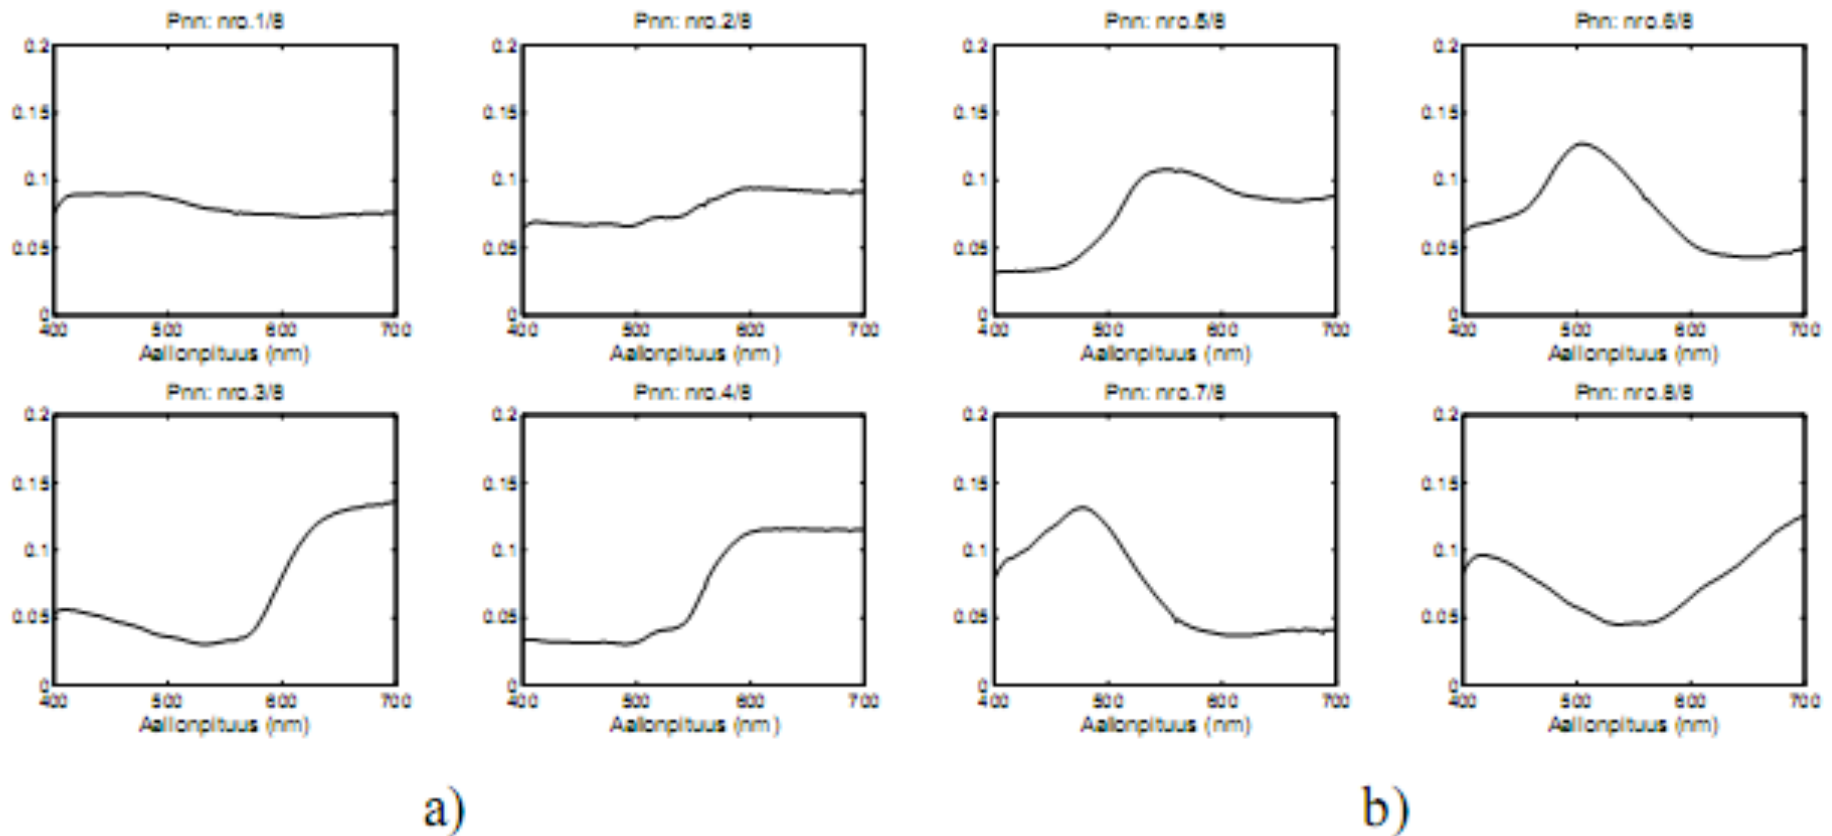 Pnn: nro.1/8
0.2
0.15
0.1
0.05
0
400 500 600 700
Aallonpituus (nm)
Pnn: nro.2/8
0.2
0.15
0.1
0.05
0
400 500 600 700
Aallonpituus (nm)
Pnn: nro.3/8
0.2
0.15
0.1
0.05
0
400 500 600 700
Aallonpituus (nm)
Pnn: nro.4/8
0.2
0.15
0.1
0.05
0
400 500 600 700
Aallonpituus (nm)
a)
Pnn: nro.5/8
0.2
0.15
0.1
0.05
0
400 500 600 700
Aallonpituus (nm)
Pnn: nro.6/8
0.2
0.15
0.1
0.05
0
400 500 600 700
Aallonpituus (nm)
Pnn: nro.7/8
0.2
0.15
0.1
0.05
0
400 500 600 700
Aallonpituus (nm)
Pnn: nro.8/8
0.2
0.15
0.1
0.05
0
400 500 600 700
Aallonpituus (nm)
b)